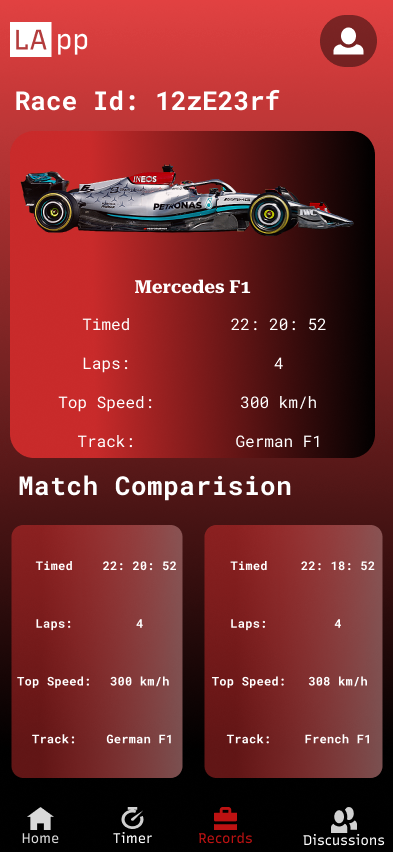 LApp
Race Id: 12zE23rf
INEOS
PETRONAS
IWC
Mercedes F1
Timed 22: 20: 52
Laps: 4
Top Speed: 300 km/h
Track: German F1
Match Comparision
Timed 22: 20: 52
Laps: 4
Top Speed: 300 km/h
Track: German F1
Timed 22: 18: 52
Laps: 4
Top Speed: 308 km/h
Track: French F1
Home Timer Records Discussions